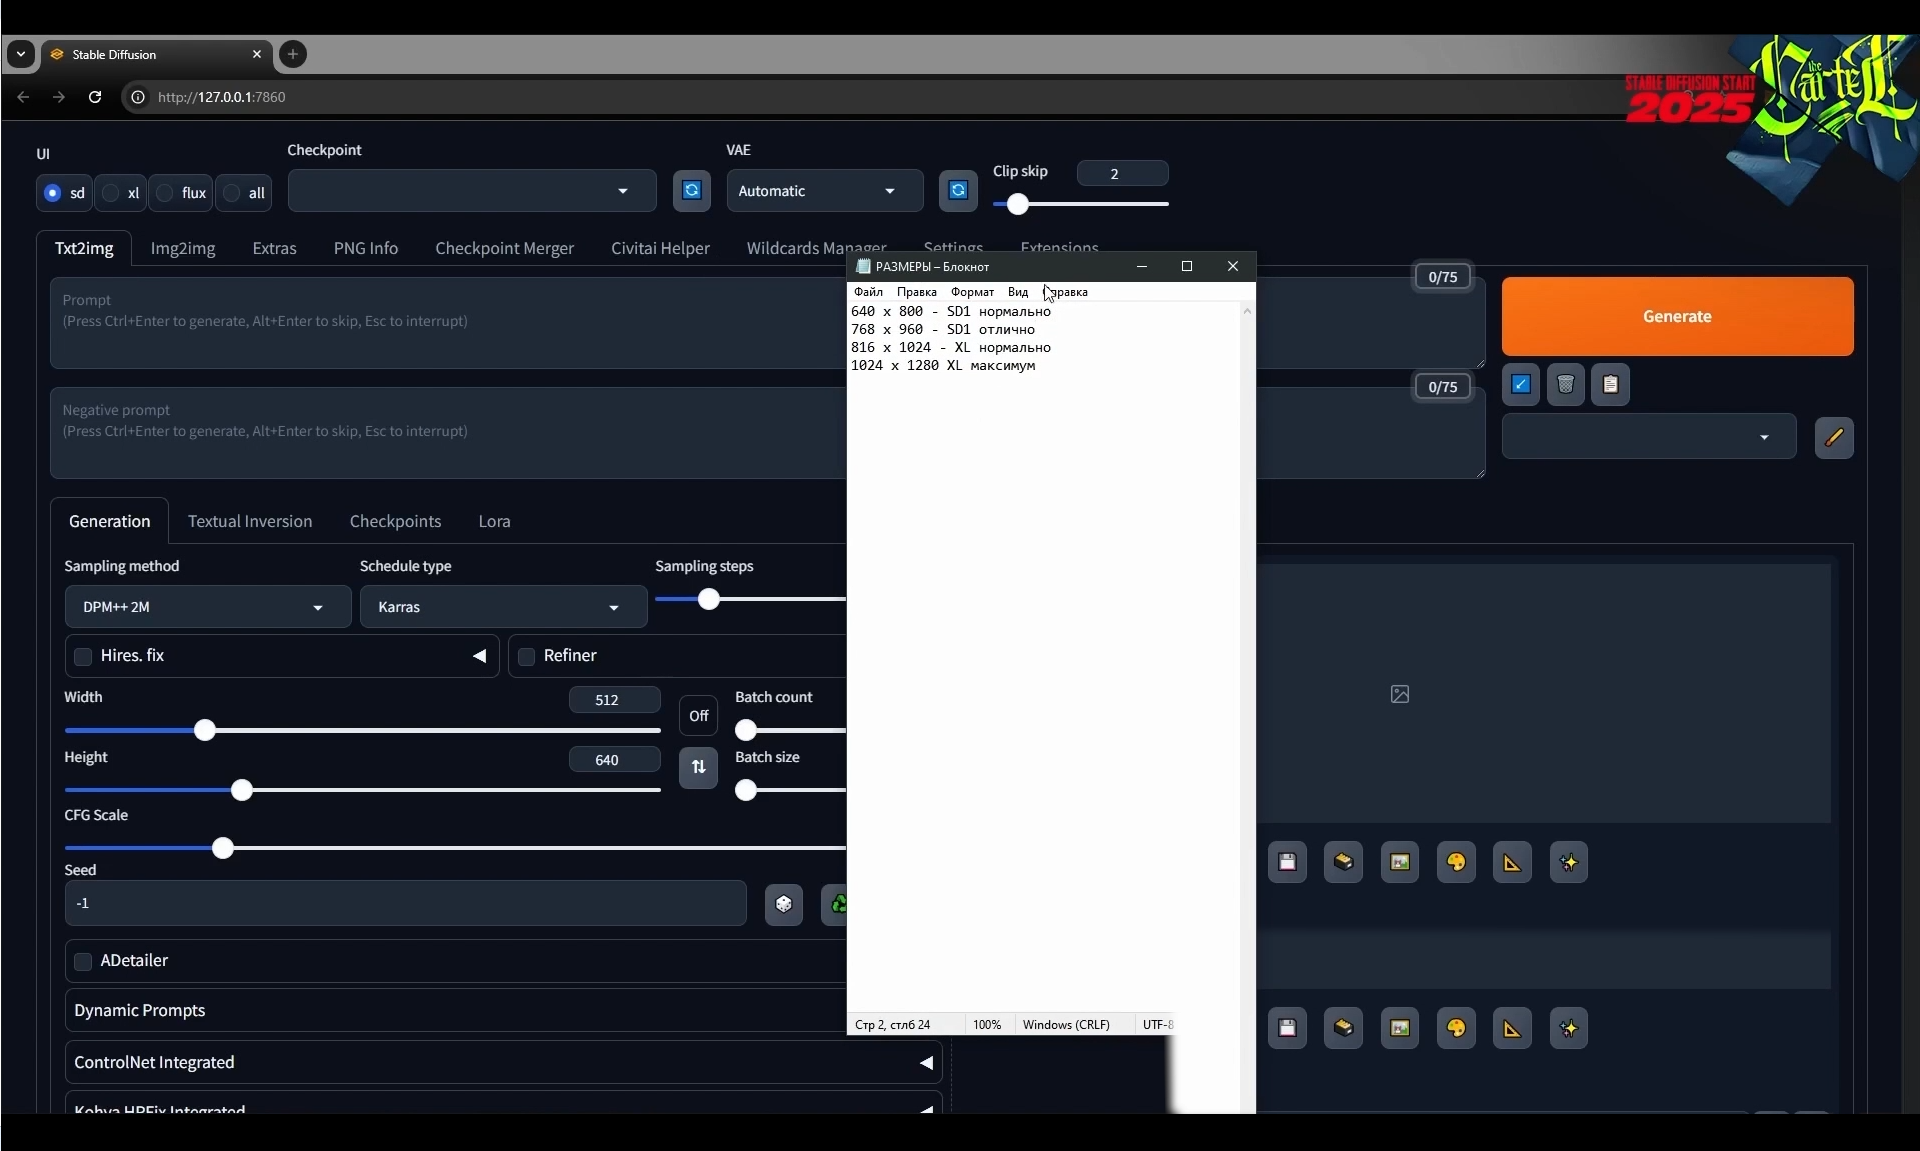 Stable Diffusion
http://127.0.0.1:7860
STABLE DIFFUSION START
2025
the Cartel
UI
sd
xl
flux
all
Checkpoint
VAE
Automatic
Clip skip
2
Txt2img
Img2img
Extras
PNG Info
Checkpoint Merger
Civitai Helper
Wildcards Manager
Settings
Extensions
Prompt
(Press Ctrl+Enter to generate, Alt+Enter to skip, Esc to interrupt)
0/75
Generate
Negative prompt
(Press Ctrl+Enter to generate, Alt+Enter to skip, Esc to interrupt)
0/75
РАЗМЕРЫ – Блокнот
Файл
Правка
Формат
Вид
Справка
640 x 800 - SD1 нормально
768 x 960 - SD1 отлично
816 x 1024 - XL нормально
1024 x 1280 XL максимум
Стр 2, стлб 24
100%
Windows (CRLF)
UTF-8
Generation
Textual Inversion
Checkpoints
Lora
Sampling method
DPM++ 2M
Schedule type
Karras
Sampling steps
Hires. fix
Refiner
Width
512
Off
Batch count
Height
640
Batch size
CFG Scale
Seed
-1
ADetailer
Dynamic Prompts
ControlNet Integrated
Kohya HRFix Integrated